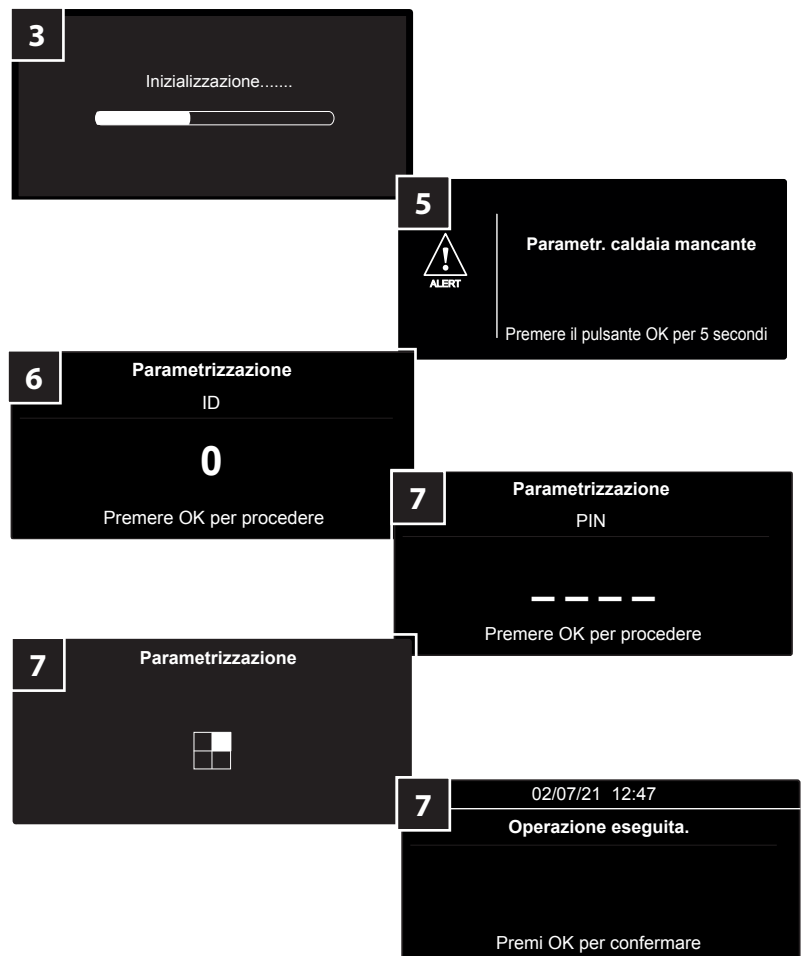 3
Inizializzazione.......
5
ALERT
Parametr. caldaia mancante
Premere il pulsante OK per 5 secondi
6
Parametrizzazione
ID
0
Premere OK per procedere
7
Parametrizzazione
PIN
_ _ _ _
Premere OK per procedere
7
Parametrizzazione
7
02/07/21 12:47
Operazione eseguita.
Premi OK per confermare